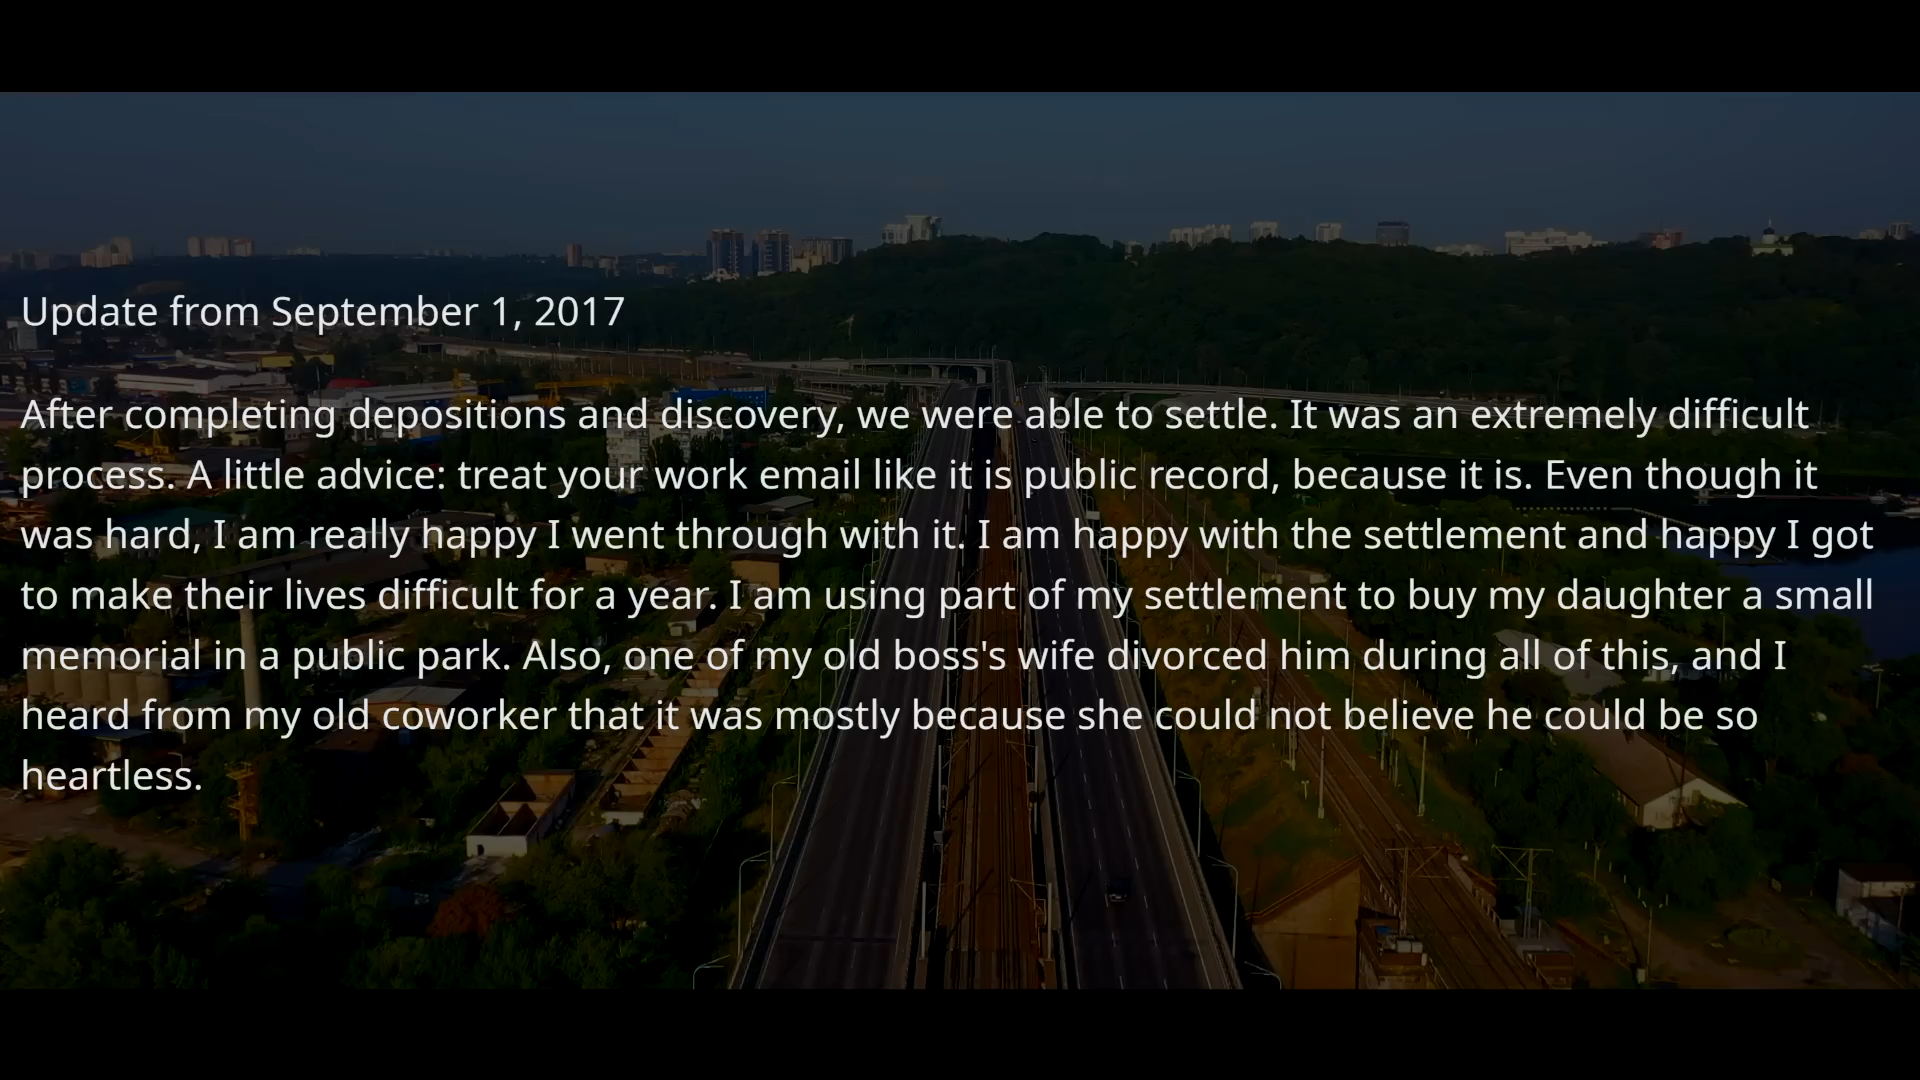 Update from September 1, 2017
After completing depositions and discovery, we were able to settle. It was an extremely difficult
process. A little advice: treat your work email like it is public record, because it is. Even though it
was hard, I am really happy I went through with it. I am happy with the settlement and happy I got
to make their lives difficult for a year. I am using part of my settlement to buy my daughter a small
memorial in a public park. Also, one of my old boss's wife divorced him during all of this, and I
heard from my old coworker that it was mostly because she could not believe he could be so
heartless.